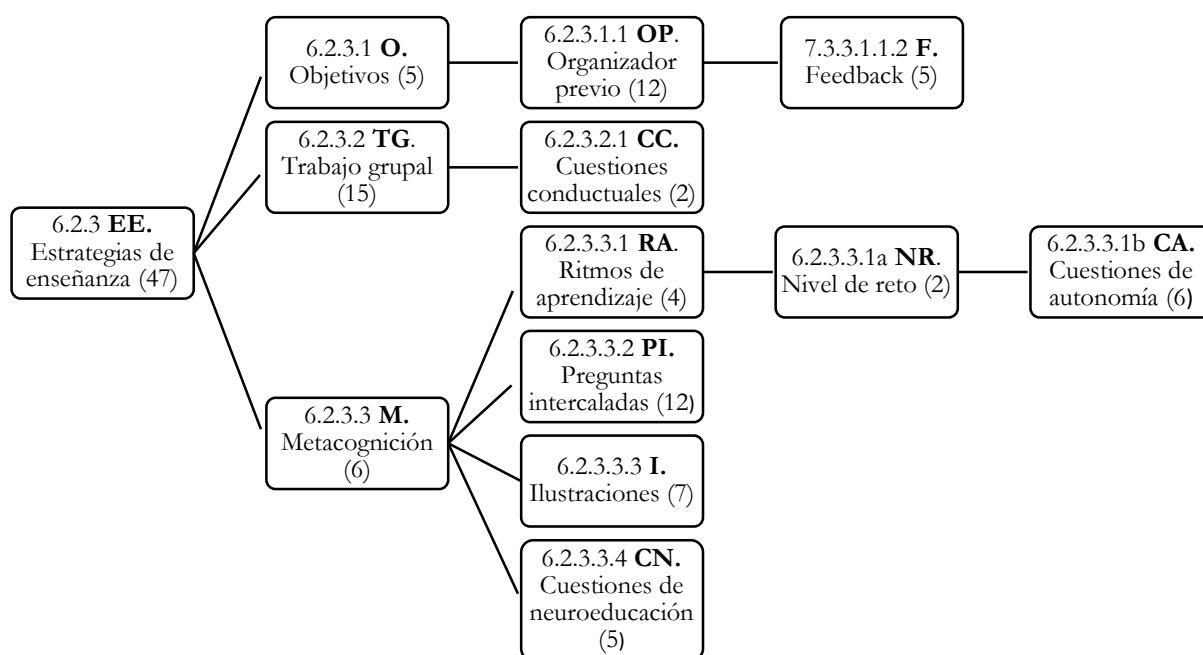 6.2.3 EE.
Estrategias de
enseñanza (47)
6.2.3.1 O.
Objetivos (5)
6.2.3.1.1 OP.
Organizador
previo (12)
7.3.3.1.1.2 F.
Feedback (5)
6.2.3.2 TG.
Trabajo grupal
(15)
6.2.3.2.1 CC.
Cuestiones
conductuales (2)
6.2.3.3 M.
Metacognición
(6)
6.2.3.3.1 RA.
Ritmos de
aprendizaje (4)
6.2.3.3.1a NR.
Nivel de reto (2)
6.2.3.3.1b CA.
Cuestiones de
autonomía (6)
6.2.3.3.2 PI.
Preguntas
intercaladas (12)
6.2.3.3.3 I.
Ilustraciones (7)
6.2.3.3.4 CN.
Cuestiones de
neuroeducación
(5)